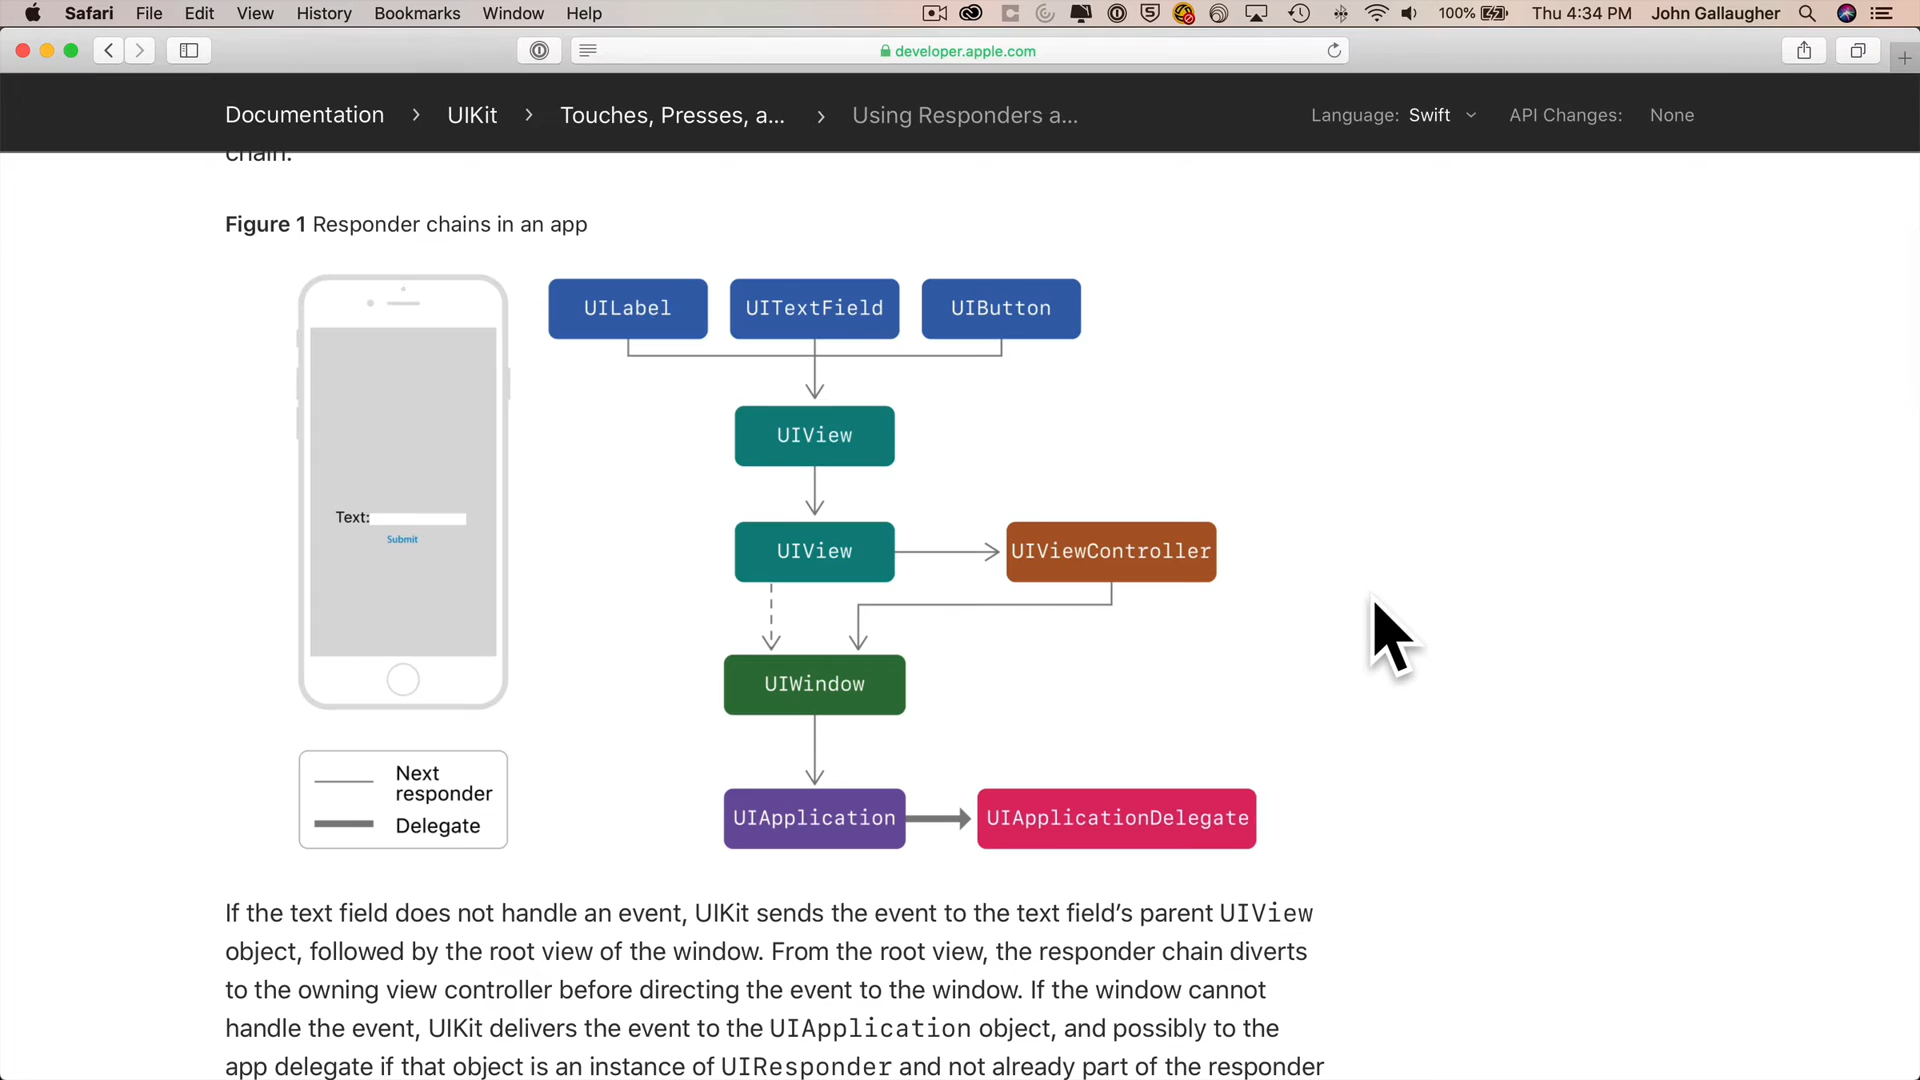 Safari File Edit View History Bookmarks Window Help 100% Thu 4:34 PM John Gallaugher
developer.apple.com
Documentation > UIKit > Touches, Presses, a... > Using Responders a... Language: Swift API Changes: None
chain.
Figure 1 Responder chains in an app
UILabel UITextField UIButton
UIView
Text:
Submit
UIView UIViewController
UIWindow
Next
responder
Delegate
UIApplication UIApplicationDelegate
If the text field does not handle an event, UIKit sends the event to the text field’s parent UIView
object, followed by the root view of the window. From the root view, the responder chain diverts
to the owning view controller before directing the event to the window. If the window cannot
handle the event, UIKit delivers the event to the UIApplication object, and possibly to the
app delegate if that object is an instance of UIResponder and not already part of the responder